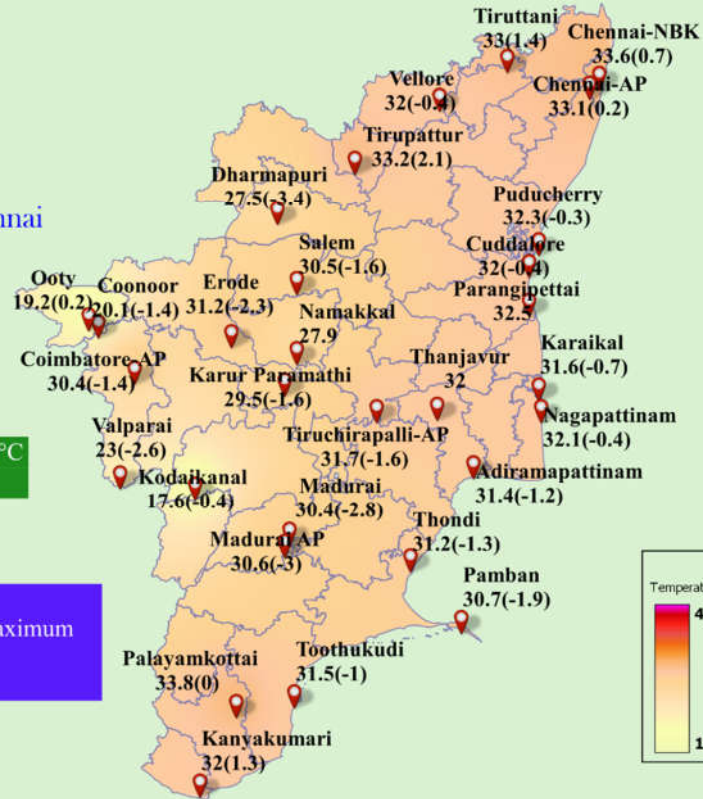 Tiruttani
33(1.4)
Chennai-NBK
33.6(0.7)
Vellore
32(-0.4)
Chennai-AP
33.1(0.2)
Tirupattur
33.2(2.1)
Dharmapuri
27.5(-3.4)
nnai
Puducherry
32.3(-0.3)
Salem
30.5(-1.6)
Cuddalore
32(-0.4)
Ooty
19.2(0.2)
Coonoor
20.1(-1.4)
Erode
31.2(-2.3)
Parangipettai
32.5
Namakkal
27.9
Karaikal
31.6(-0.7)
Coimbatore-AP
30.4(-1.4)
Karur Paramathi
29.5(-1.6)
Thanjavur
32
Nagapattinam
32.1(-0.4)
Valparai
23(-2.6)
Tiruchirapalli-AP
31.7(-1.6)
°C
Kodaikanal
17.6(-0.4)
Madurai
30.4(-2.8)
Adiramapattinam
31.4(-1.2)
Madurai AP
30.6(-3)
Thondi
31.2(-1.3)
Pamban
30.7(-1.9)
Temperat
4
1
aximum
Palayamkottai
33.8(0)
Toothukudi
31.5(-1)
Kanyakumari
32(1.3)